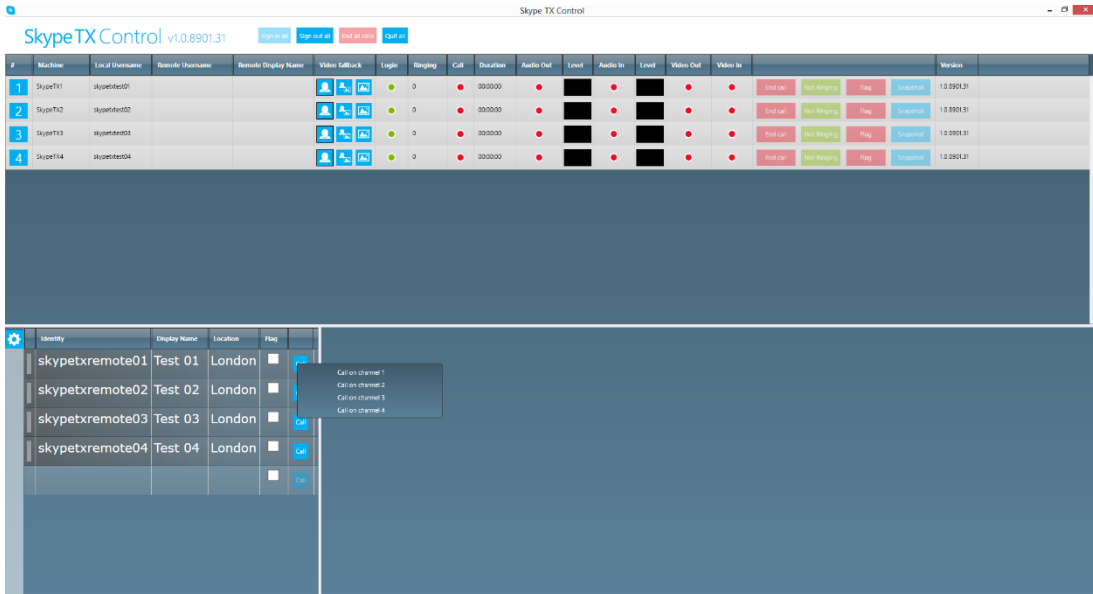 Skype TX Control
SkypeTX Control v1.0.8901.31
Sign in all Sign out all End all calls Quit all
# Machine Local Username Remote Username Remote Display Name Video fallback Login Ringing Call Duration Audio Out Level Audio In Level Video Out Video In Version
1 SkypeTX1 skypetxtest01 0 00:00:00 End call Not Ringing Flag Snapshot 1.0.8901.31
2 SkypeTX2 skypetxtest02 0 00:00:00 End call Not Ringing Flag Snapshot 1.0.8901.31
3 SkypeTX3 skypetxtest03 0 00:00:00 End call Not Ringing Flag Snapshot 1.0.8901.31
4 SkypeTX4 skypetxtest04 0 00:00:00 End call Not Ringing Flag Snapshot 1.0.8901.31
Identity Display Name Location Flag
skypetxremote01 Test 01 London Call
Call on channel 1
Call on channel 2
skypetxremote02 Test 02 London
Call on channel 3
Call on channel 4
skypetxremote03 Test 03 London Call
skypetxremote04 Test 04 London Call
Call